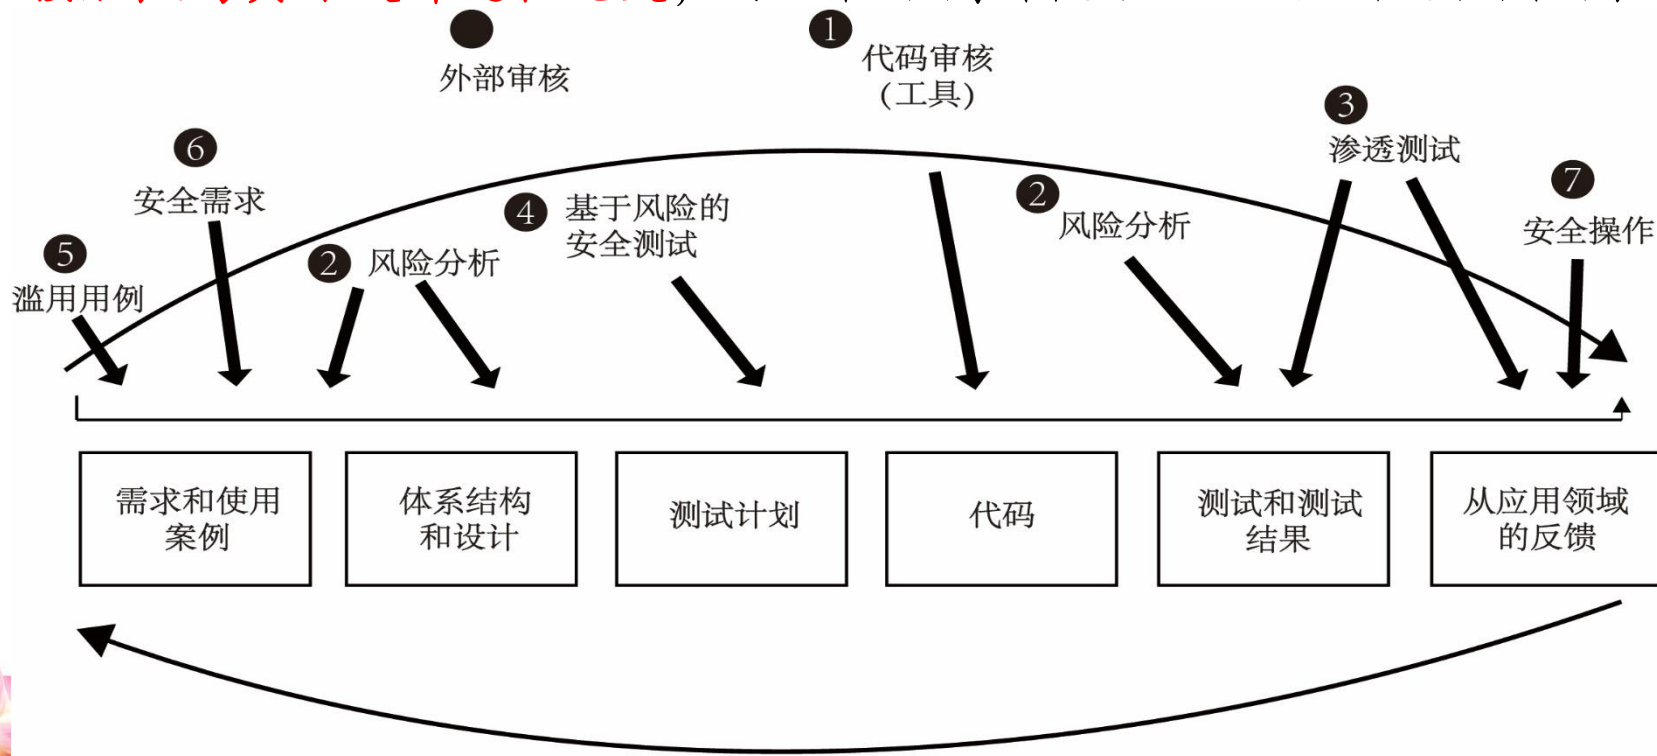 外部审核
1
代码审核
(工具)
6
安全需求
3
渗透测试
5
滥用用例
2
风险分析
4
基于风险的
安全测试
2
风险分析
7
安全操作
需求和使用
案例
体系结构
和设计
测试计划
代码
测试和测试
结果
从应用领域
的反馈